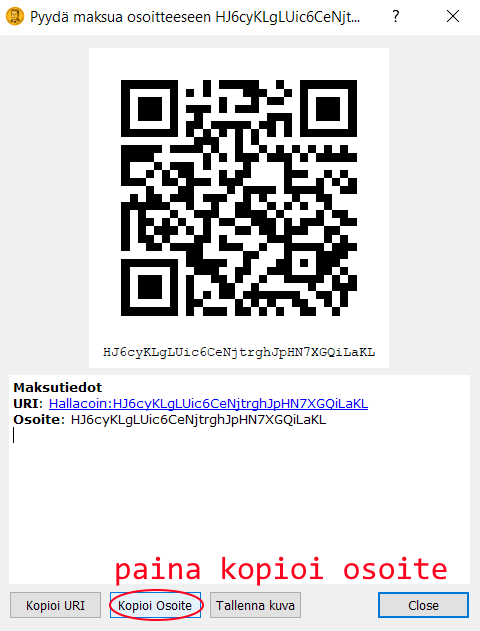 Pyydä maksua osoitteeseen HJ6cyKLgLUic6CeNjt...
?
HJ6cyKLgLUic6CeNjtrghJpHN7XGQiLaKL
Maksutiedot
URI: Hallacoin:HJ6cyKLgLUic6CeNjtrghJpHN7XGQiLaKL
Osoite: HJ6cyKLgLUic6CeNjtrghJpHN7XGQiLaKL
paina kopioi osoite
Kopioi URI
Kopioi Osoite
Tallenna kuva
Close